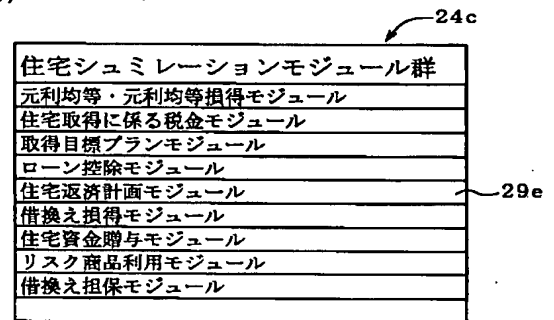 24c
住宅シュミレーションモジュール群
元利均等・元利均等損得モジュール
住宅取得に係る税金モジュール
取得目標プランモジュール
ローン控除モジュール
住宅返済計画モジュール
29e
借換え損得モジュール
住宅資金贈与モジュール
リスク商品利用モジュール
借換え担保モジュール